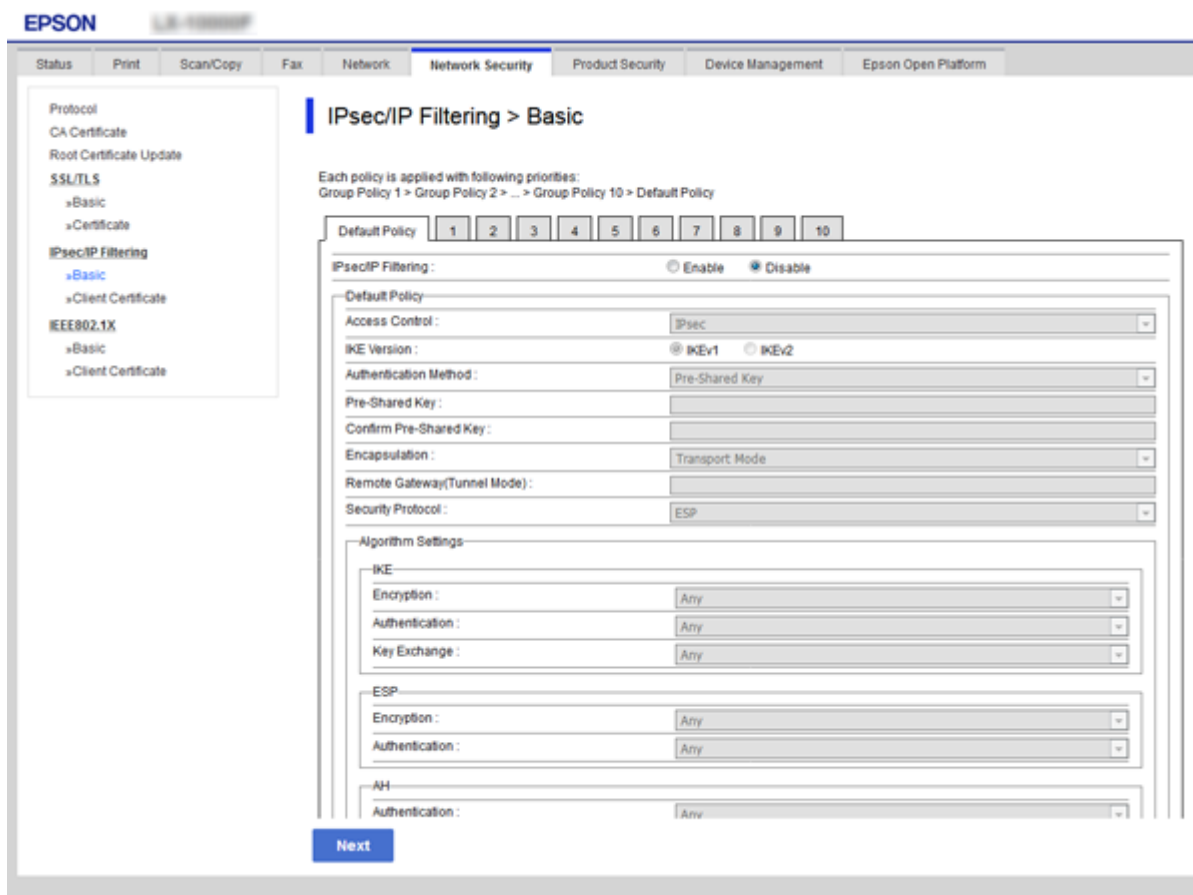 EPSON
Status Print Scan/Copy Fax Network Network Security Product Security Device Management Epson Open Platform
Protocol
CA Certificate
Root Certificate Update
SSL/TLS
»Basic
»Certificate
IPsec/IP Filtering
»Basic
»Client Certificate
IEEE802.1X
»Basic
»Client Certificate
IPsec/IP Filtering > Basic
Each policy is applied with following priorities:
Group Policy 1 > Group Policy 2 > ... > Group Policy 10 > Default Policy
Default Policy 1 2 3 4 5 6 7 8 9 10
IPsec/IP Filtering : Enable Disable
Default Policy
Access Control : IPsec
IKE Version : IKEv1 IKEv2
Authentication Method : Pre-Shared Key
Pre-Shared Key :
Confirm Pre-Shared Key :
Encapsulation : Transport Mode
Remote Gateway(Tunnel Mode) :
Security Protocol : ESP
Algorithm Settings
IKE
Encryption : Any
Authentication : Any
Key Exchange : Any
ESP
Encryption : Any
Authentication : Any
AH
Authentication : Any
Next